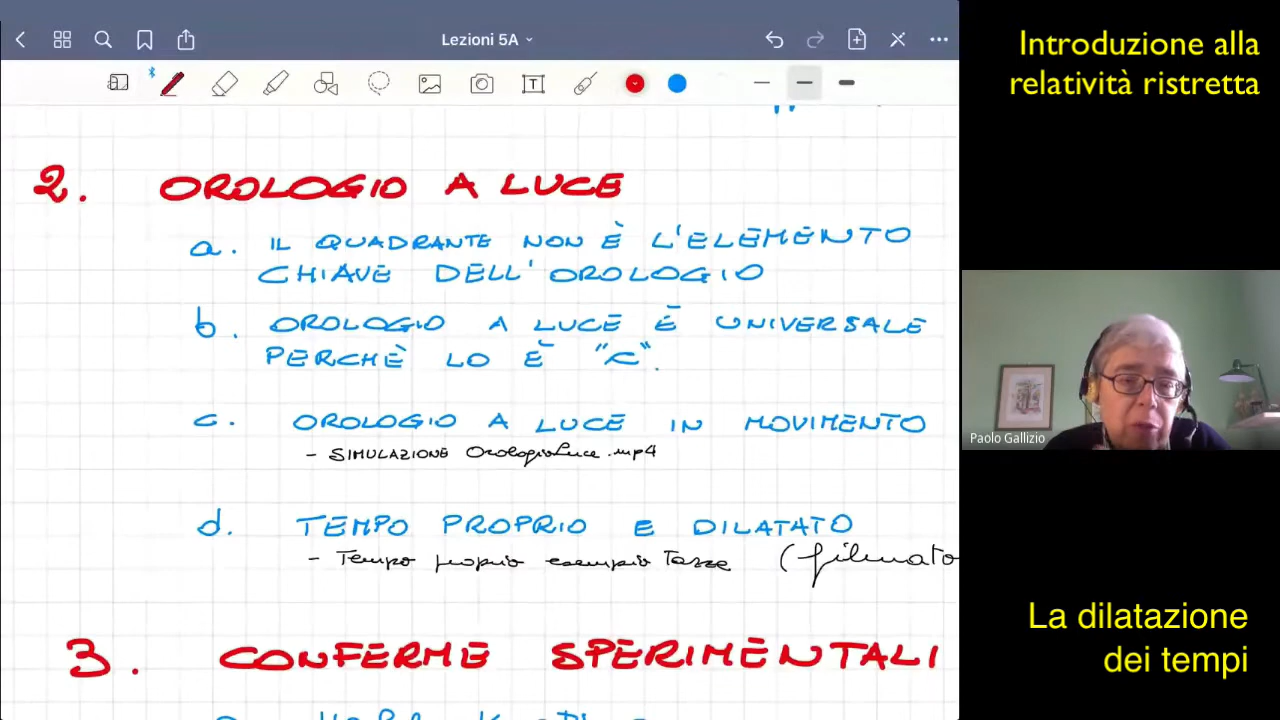 Lezioni 5A
Introduzione alla
relatività ristretta
2. OROLOGIO A LUCE
a. IL QUADRANTE NON È L'ELEMENTO
CHIAVE DELL'OROLOGIO
b. OROLOGIO A LUCE È UNIVERSALE
PERCHÈ LO È "C".
c. OROLOGIO A LUCE IN MOVIMENTO
- SIMULAZIONE OrologioLuce.mp4
d. TEMPO PROPRIO E DILATATO
- Tempo proprio esempio Tazze (filmato
3. CONFERME SPERIMENTALI
Paolo Gallizio
La dilatazione
dei tempi